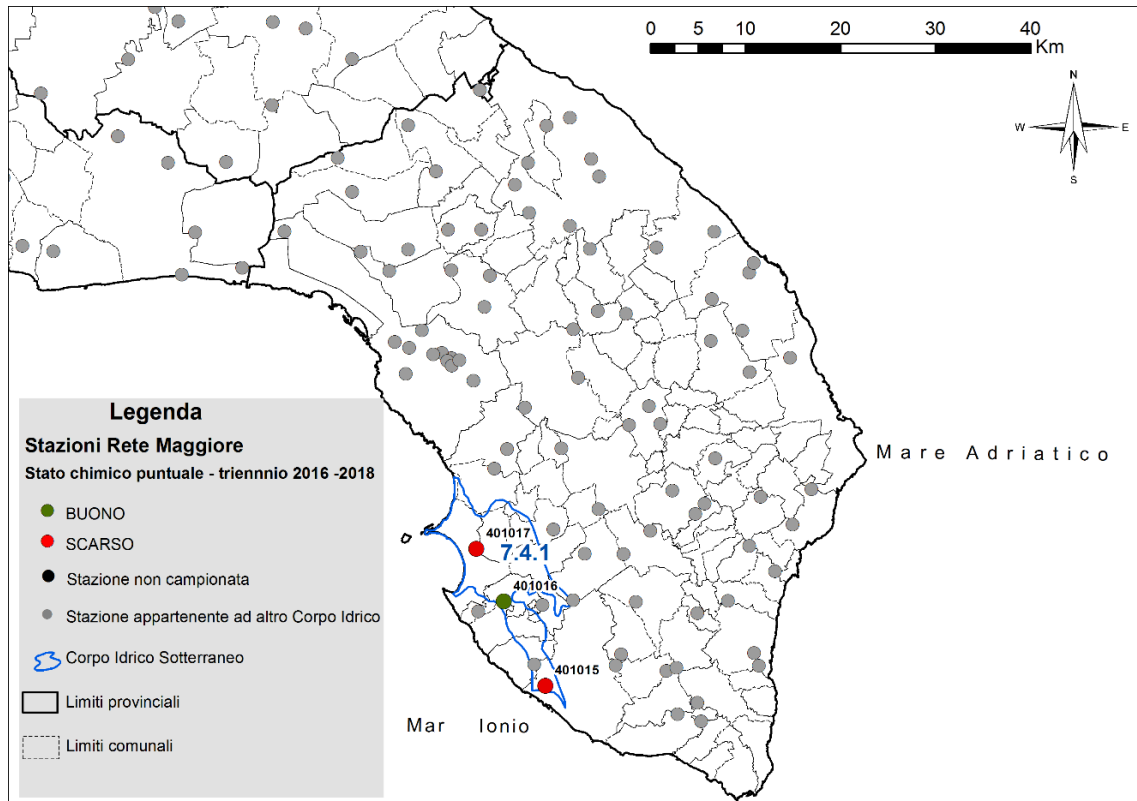 0 5 10 20 30 40
Km
N
W E
S
Mare Adriatico
Legenda
Stazioni Rete Maggiore
Stato chimico puntuale - triennnio 2016 -2018
BUONO
SCARSO
Stazione non campionata
Stazione appartenente ad altro Corpo Idrico
Corpo Idrico Sotterraneo
Limiti provinciali
Limiti comunali
401017
7.4.1
401016
401015
Mar Ionio